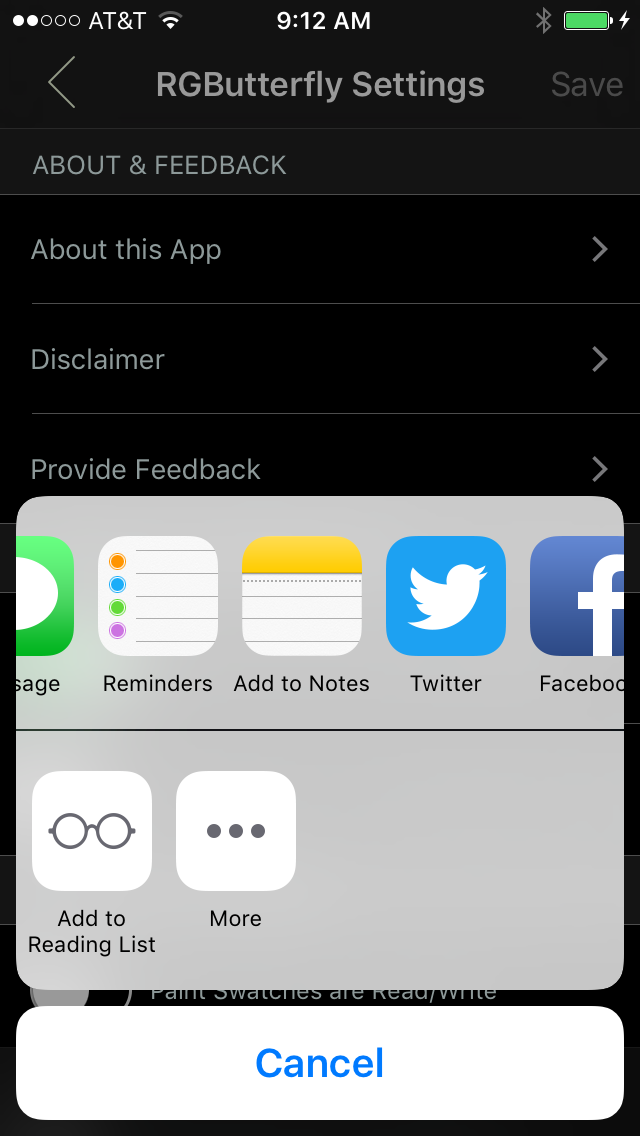 AT&T 9:12 AM
RGButterfly Settings Save
ABOUT & FEEDBACK
About this App
Disclaimer
Provide Feedback
sage Reminders Add to Notes Twitter Faceboo
Add to
Reading List
More
Paint Swatches are Read/Write
Cancel